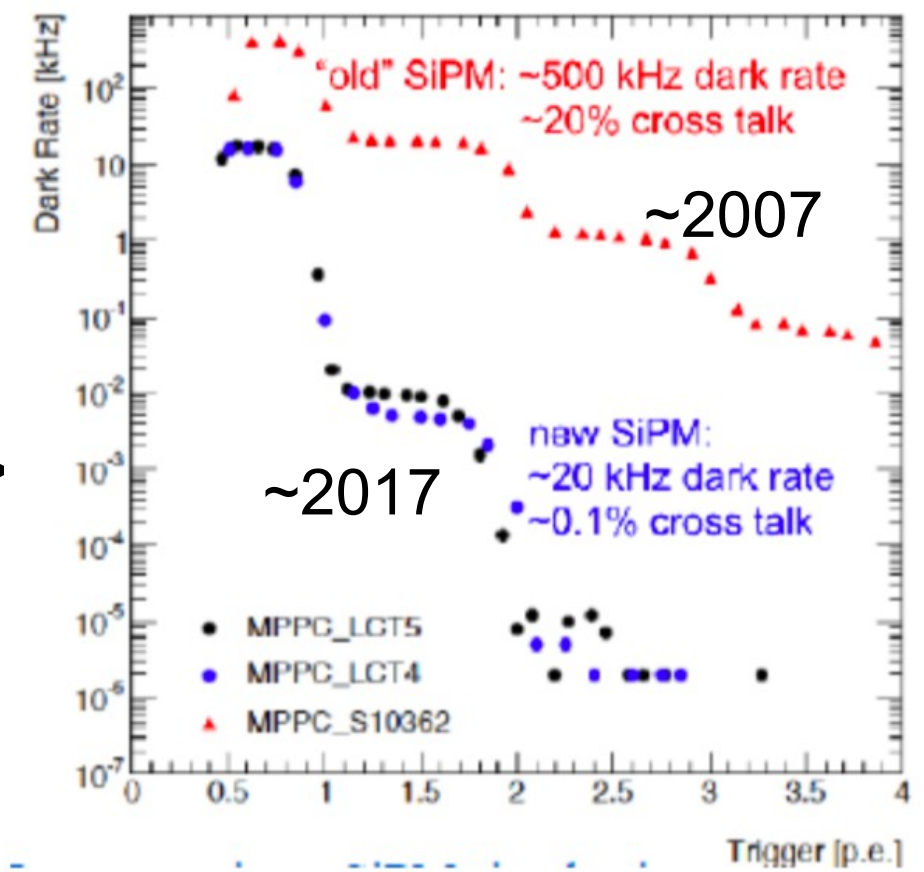 Dark Rate [kHz]
10²
10
1
10⁻¹
10⁻²
10⁻³
10⁻⁴
10⁻⁵
10⁻⁶
10⁻⁷
"old" SiPM: ~500 kHz dark rate
~20% cross talk
~2007
new SiPM:
~20 kHz dark rate
~0.1% cross talk
~2017
MPPC_LCT5
MPPC_LCT4
MPPC_S10362
0 0.5 1 1.5 2 2.5 3 3.5 4
Trigger [p.e.]